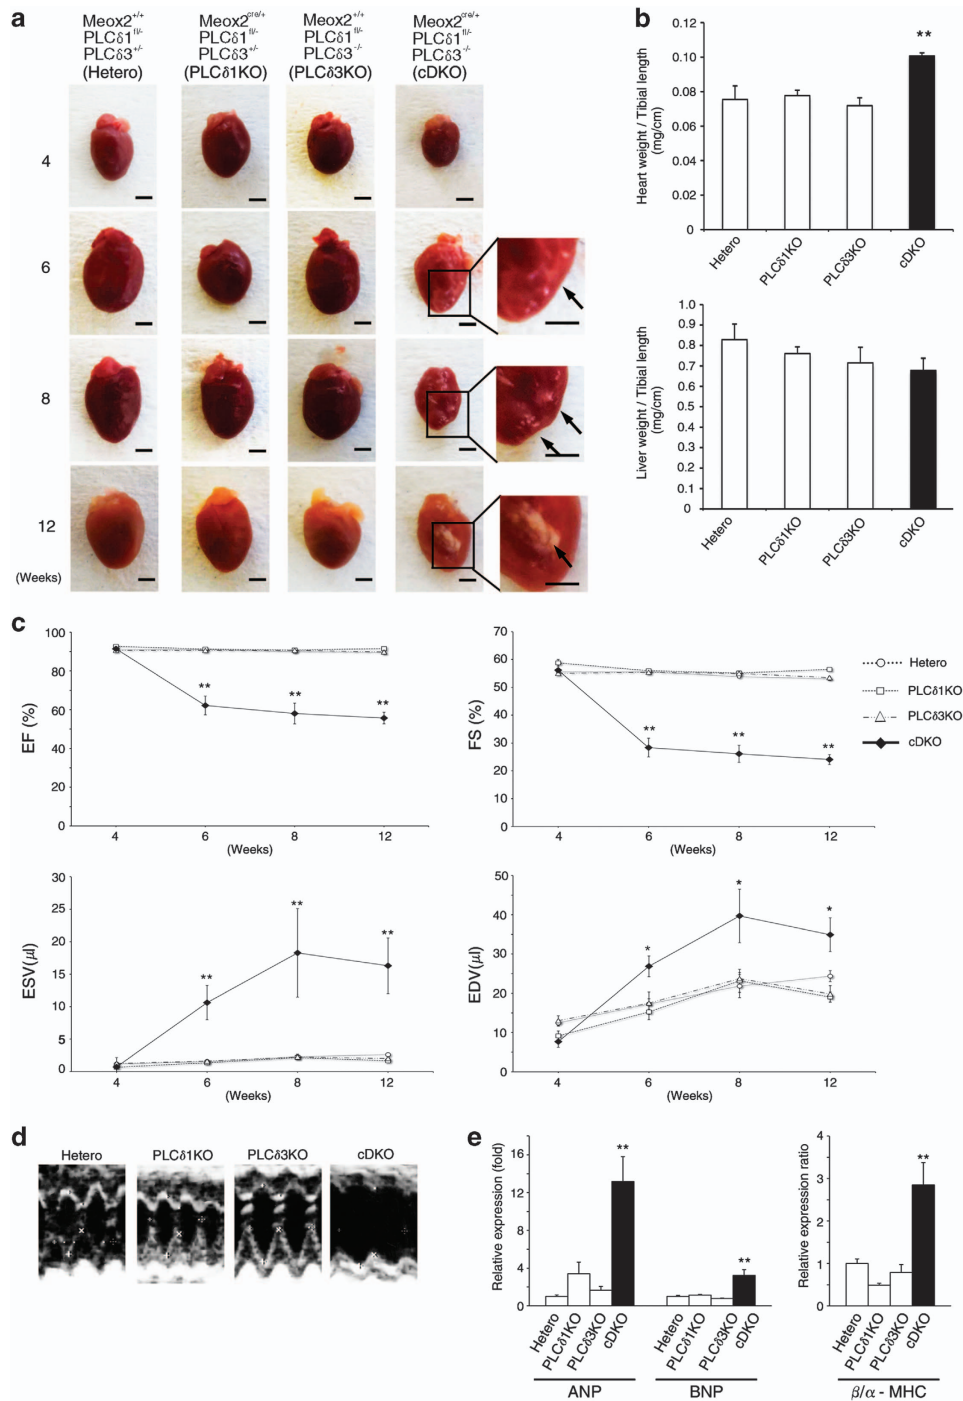 a
Meox2+/+
PLCδ1fl/-
PLCδ3+/-
(Hetero)
Meox2cre/+
PLCδ1fl/-
PLCδ3+/-
(PLCδ1KO)
Meox2+/+
PLCδ1fl/-
PLCδ3-/-
(PLCδ3KO)
Meox2cre/+
PLCδ1fl/-
PLCδ3-/-
(cDKO)
4
6
8
12
(Weeks)
b
Heart weight / Tibial length
(mg/cm)
0.12
0.10
0.08
0.06
0.04
0.02
0
**
Hetero
PLCδ1KO
PLCδ3KO
cDKO
Liver weight / Tibial length
(mg/cm)
1.0
0.9
0.8
0.7
0.6
0.5
0.4
0.3
0.2
0.1
0
Hetero
PLCδ1KO
PLCδ3KO
cDKO
c
EF (%)
100
80
60
40
20
0
** ** **
4 6 8 12
(Weeks)
FS (%)
70
60
50
40
30
20
10
0
** ** **
4 6 8 12
(Weeks)
Hetero
PLCδ1KO
PLCδ3KO
cDKO
ESV(µl)
30
25
20
15
10
5
0
** ** **
4 6 8 12
(Weeks)
EDV(µl)
50
40
30
20
10
0
* * *
4 6 8 12
(Weeks)
d
Hetero
PLCδ1KO
PLCδ3KO
cDKO
e
Relative expression (fold)
16
12
8
4
0
**
**
Hetero
PLCδ1KO
PLCδ3KO
cDKO
ANP
Hetero
PLCδ1KO
PLCδ3KO
cDKO
BNP
Relative expression ratio
4
3
2
1
0
**
Hetero
PLCδ1KO
PLCδ3KO
cDKO
β/α - MHC